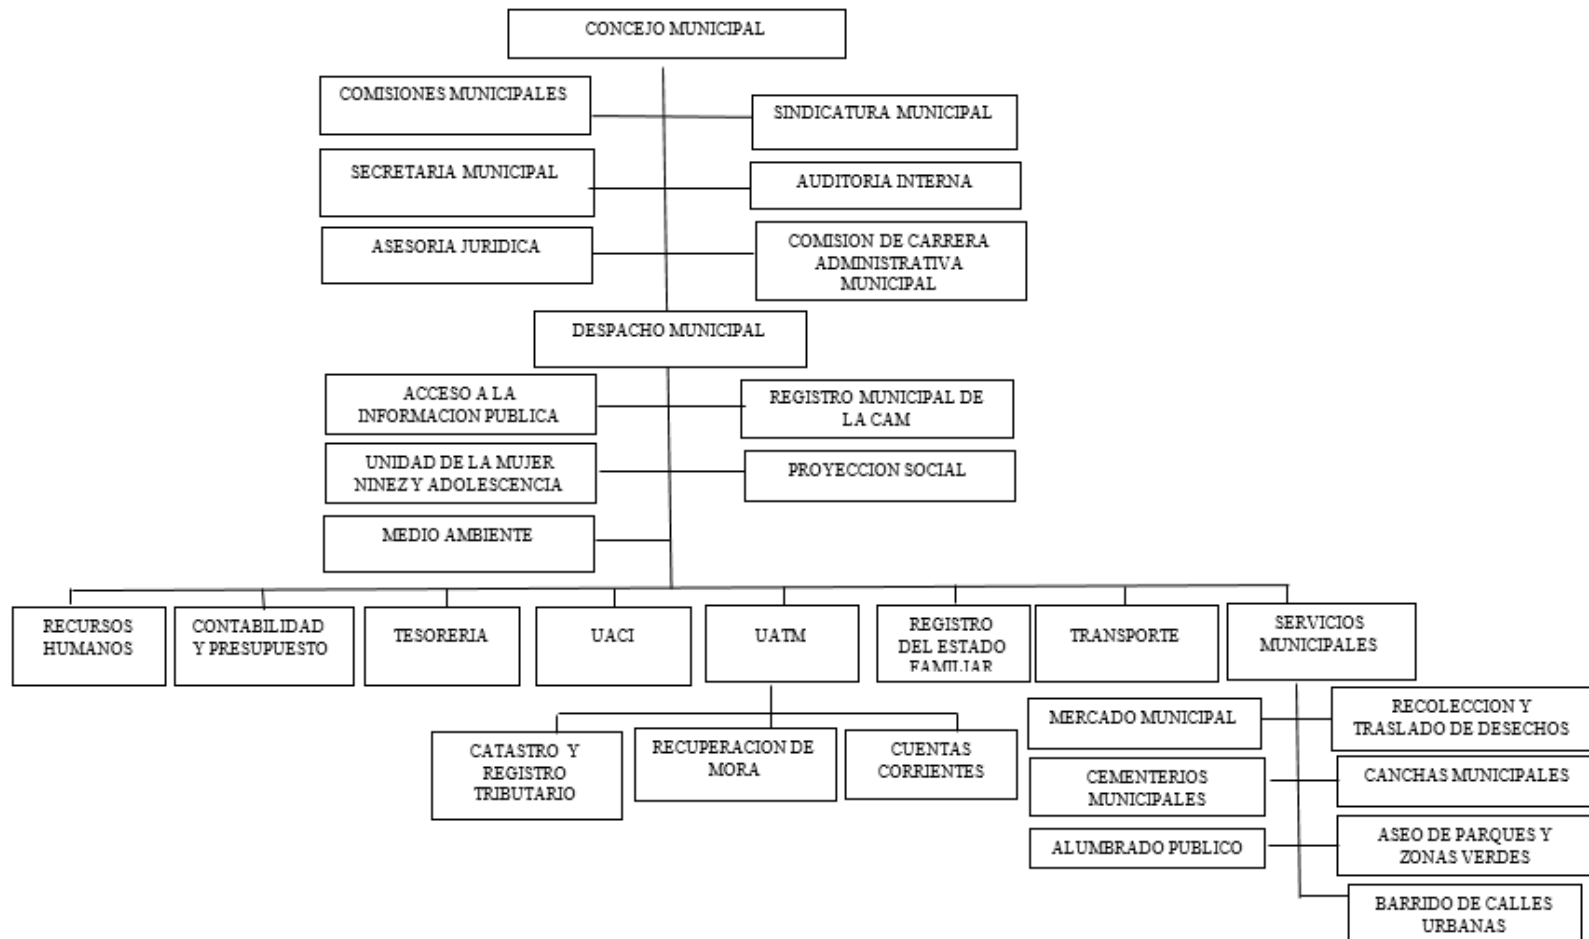 CONCEJO MUNICIPAL
COMISIONES MUNICIPALES
SINDICATURA MUNICIPAL
SECRETARIA MUNICIPAL
AUDITORIA INTERNA
ASESORIA JURIDICA
COMISION DE CARRERA
ADMINISTRATIVA
MUNICIPAL
DESPACHO MUNICIPAL
ACCESO A LA
INFORMACION PUBLICA
REGISTRO MUNICIPAL DE
LA CAM
UNIDAD DE LA MUJER
NINEZ Y ADOLESCENCIA
PROYECCION SOCIAL
MEDIO AMBIENTE
RECURSOS
HUMANOS
CONTABILIDAD
Y PRESUPUESTO
TESORERIA
UACI
UATM
REGISTRO
DEL ESTADO
FAMILIAR
TRANSPORTE
SERVICIOS
MUNICIPALES
CATASTRO Y
REGISTRO
TRIBUTARIO
RECUPERACION DE
MORA
CUENTAS
CORRIENTES
MERCADO MUNICIPAL
RECOLECCION Y
TRASLADO DE DESECHOS
CEMENTERIOS
MUNICIPALES
CANCHAS MUNICIPALES
ALUMBRADO PUBLICO
ASEO DE PARQUES Y
ZONAS VERDES
BARRIDO DE CALLES
URBANAS